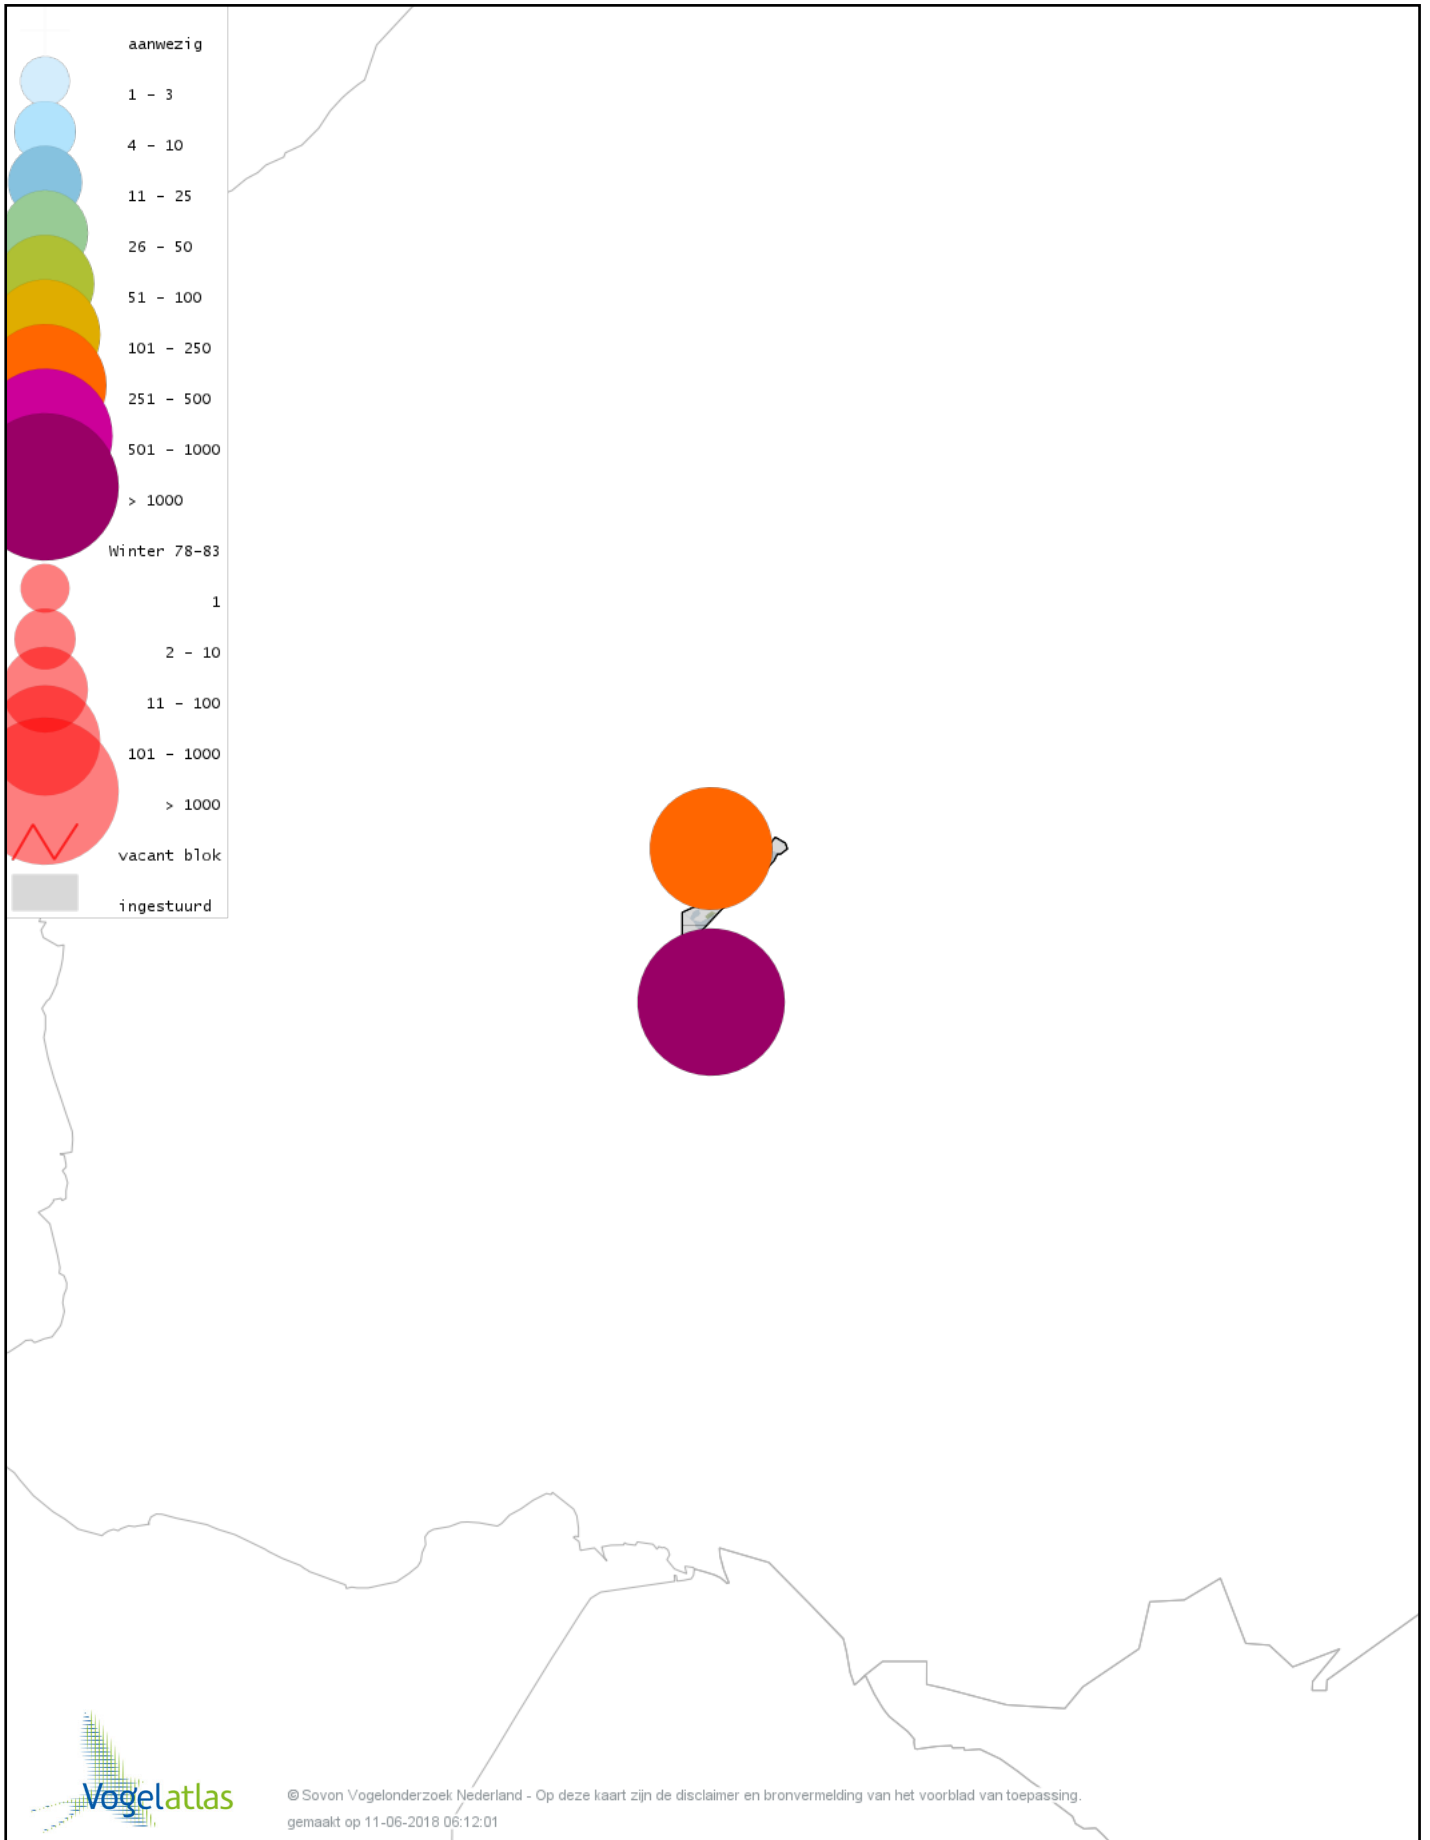 aanwezig
1 - 3
4 - 10
11 - 25
26 - 50
51 - 100
101 - 250
251 - 500
501 - 1000
> 1000
Winter 78-83
1
2 - 10
11 - 100
101 - 1000
> 1000
vacant blok
ingestuurd
Vogelatlas
© Sovon Vogelonderzoek Nederland - Op deze kaart zijn de disclaimer en bronvermelding van het voorblad van toepassing.
gemaakt op 11-06-2018 06:12:01